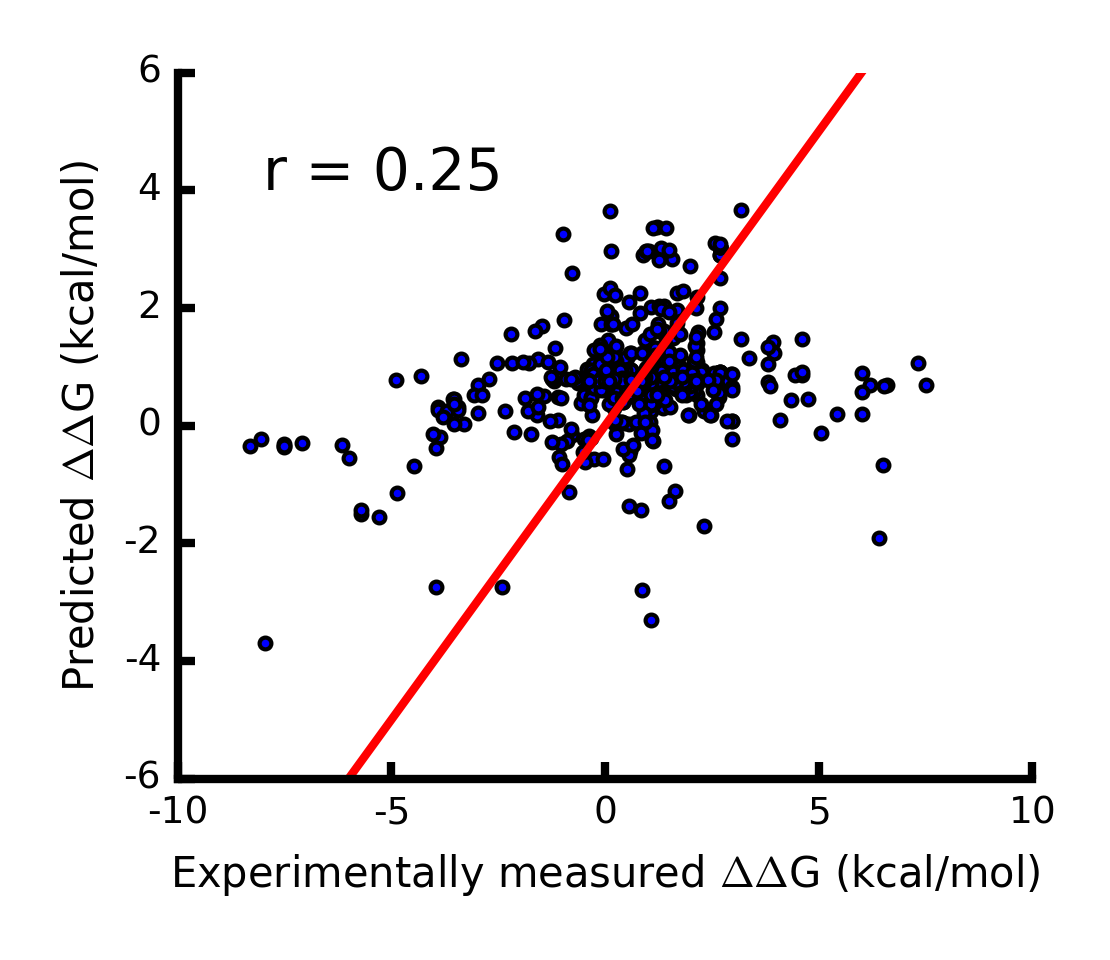 6
4
2
0
-2
-4
-6
r = 0.25
Predicted ΔΔG (kcal/mol)
-10 -5 0 5 10
Experimentally measured ΔΔG (kcal/mol)